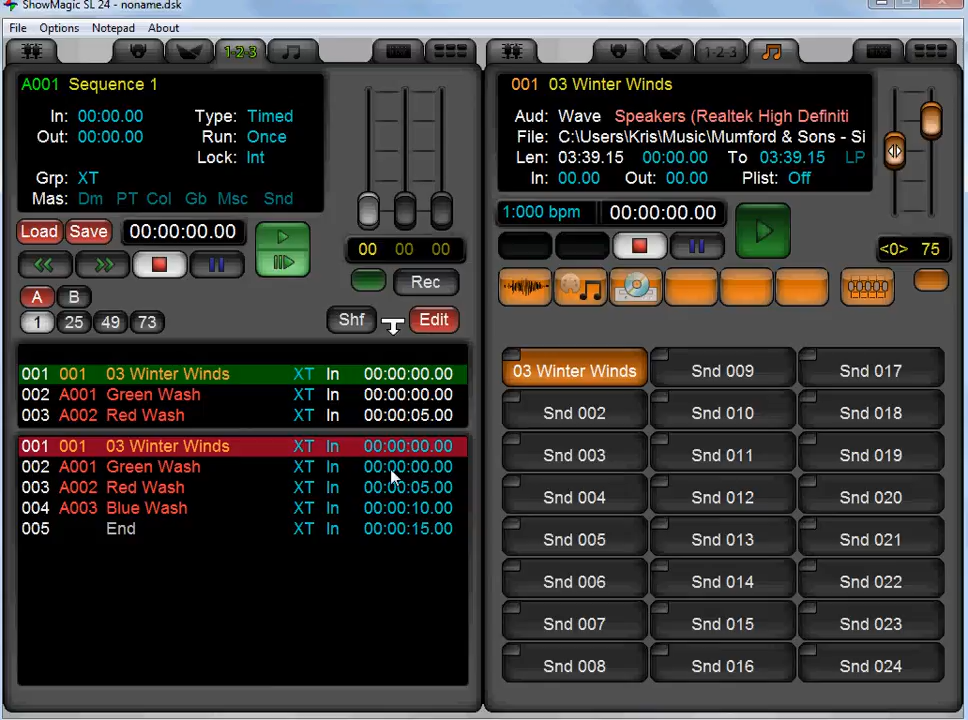 ShowMagic SL 24 - noname.dsk
File Options Notepad About
1-2-3
A001 Sequence 1
In: 00:00.00 Type: Timed
Out: 00:00.00 Run: Once
Lock: Int
Grp: XT
Mas: Dm PT Col Gb Msc Snd
Load Save 00:00:00.00
00 00 00
Rec
A B
1 25 49 73
Shf Edit
001 001 03 Winter Winds XT In 00:00:00.00
002 A001 Green Wash XT In 00:00:00.00
003 A002 Red Wash XT In 00:00:05.00
001 001 03 Winter Winds XT In 00:00:00.00
002 A001 Green Wash XT In 00:00:00.00
003 A002 Red Wash XT In 00:00:05.00
004 A003 Blue Wash XT In 00:00:10.00
005 End XT In 00:00:15.00
1-2-3
001 03 Winter Winds
Aud: Wave Speakers (Realtek High Definiti
File: C:\Users\Kris\Music\Mumford & Sons - Si
Len: 03:39.15 00:00.00 To 03:39.15 LP
In: 00.00 Out: 00.00 Plist: Off
1:000 bpm 00:00:00.00
<0> 75
03 Winter Winds Snd 009 Snd 017
Snd 002 Snd 010 Snd 018
Snd 003 Snd 011 Snd 019
Snd 004 Snd 012 Snd 020
Snd 005 Snd 013 Snd 021
Snd 006 Snd 014 Snd 022
Snd 007 Snd 015 Snd 023
Snd 008 Snd 016 Snd 024